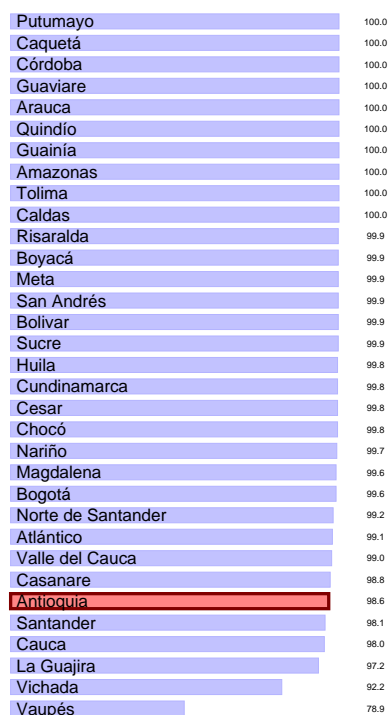 Putumayo 100.0
Caquetá 100.0
Córdoba 100.0
Guaviare 100.0
Arauca 100.0
Quindío 100.0
Guainía 100.0
Amazonas 100.0
Tolima 100.0
Caldas 100.0
Risaralda 99.9
Boyacá 99.9
Meta 99.9
San Andrés 99.9
Bolivar 99.9
Sucre 99.9
Huila 99.8
Cundinamarca 99.8
Cesar 99.8
Chocó 99.8
Nariño 99.7
Magdalena 99.6
Bogotá 99.6
Norte de Santander 99.2
Atlántico 99.1
Valle del Cauca 99.0
Casanare 98.8
Antioquia 98.6
Santander 98.1
Cauca 98.0
La Guajira 97.2
Vichada 92.2
Vaupés 78.9